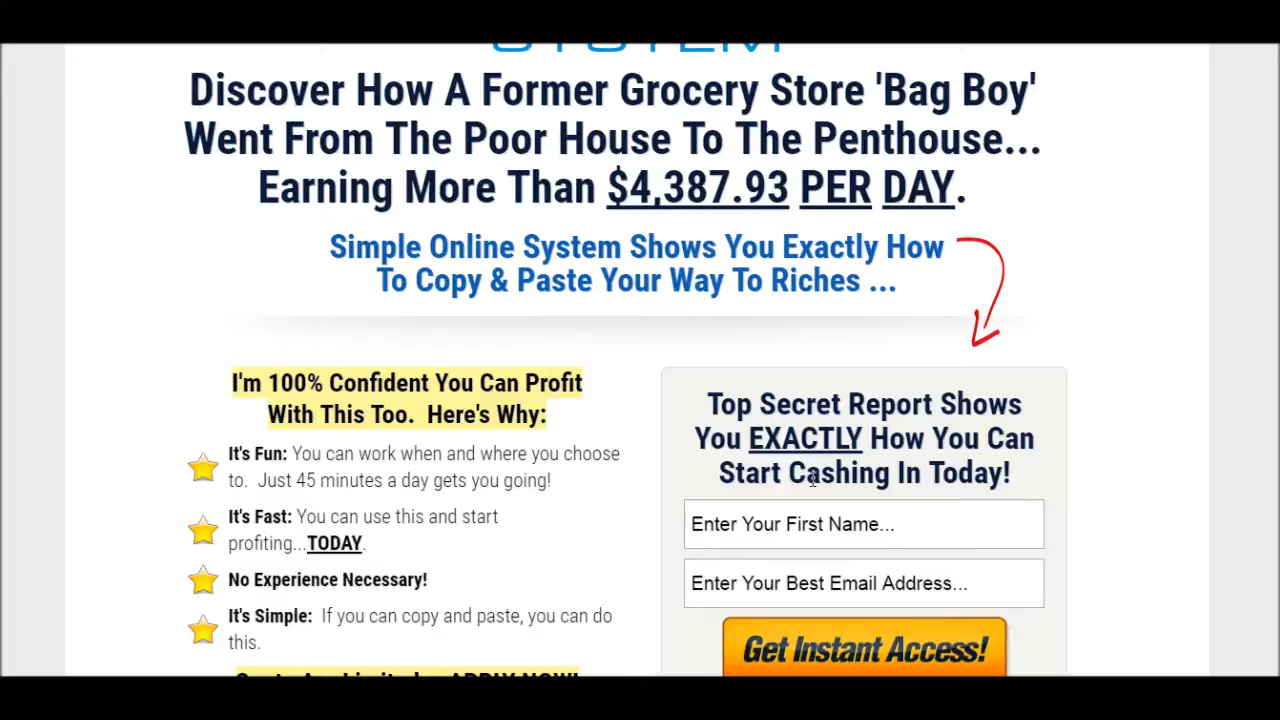 SYSTEM
Discover How A Former Grocery Store 'Bag Boy'
Went From The Poor House To The Penthouse...
Earning More Than $4,387.93 PER DAY.
Simple Online System Shows You Exactly How
To Copy & Paste Your Way To Riches ...
I'm 100% Confident You Can Profit
With This Too.  Here's Why:
It's Fun: You can work when and where you choose
to.  Just 45 minutes a day gets you going!
It's Fast: You can use this and start
profiting...TODAY.
No Experience Necessary!
It's Simple:  If you can copy and paste, you can do
this.
APPLY NOW!
Top Secret Report Shows
You EXACTLY How You Can
Start Cashing In Today!
Enter Your First Name...
Enter Your Best Email Address...
Get Instant Access!